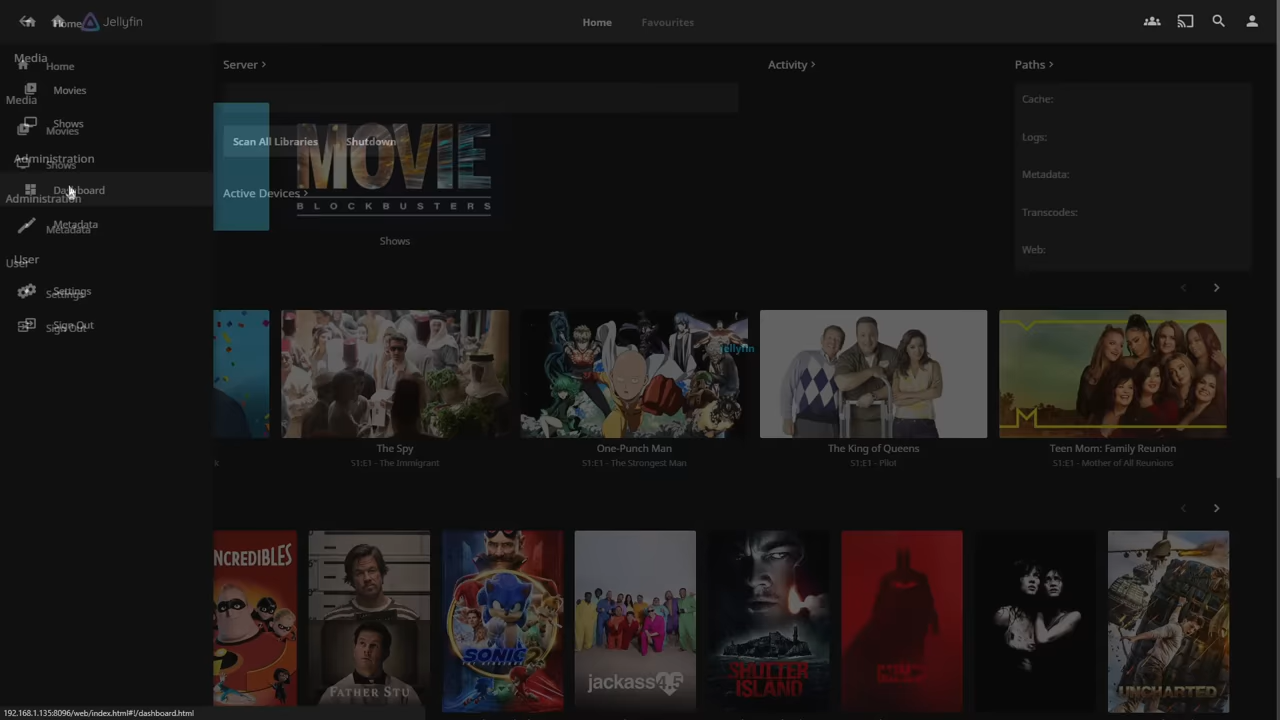 Home
Jellyfin
Home
Favourites
Media
Home
Movies
Media
Shows
Movies
Administration
Shows
Dashboard
Administration
Metadata
Metadata
User
User
Settings
Settings
Sign Out
Sign Out
Server
Activity
Paths
Cache:
Logs:
Metadata:
Transcodes:
Web:
Scan All Libraries
Shutdown
Active Devices
MOVIE
BLOCKBUSTERS
Shows
Jellyfin
k
The Spy
S1:E1 - The Immigrant
One-Punch Man
S1:E1 - The Strongest Man
The King of Queens
S1:E1 - Pilot
Teen Mom: Family Reunion
S1:E1 - Mother of All Reunions
INCREDIBLES
FATHER STU
SONIC 2
jackass4.5
SHUTTER
ISLAND
UNCHARTED
192.168.1.135:8096/web/index.html#!/dashboard.html